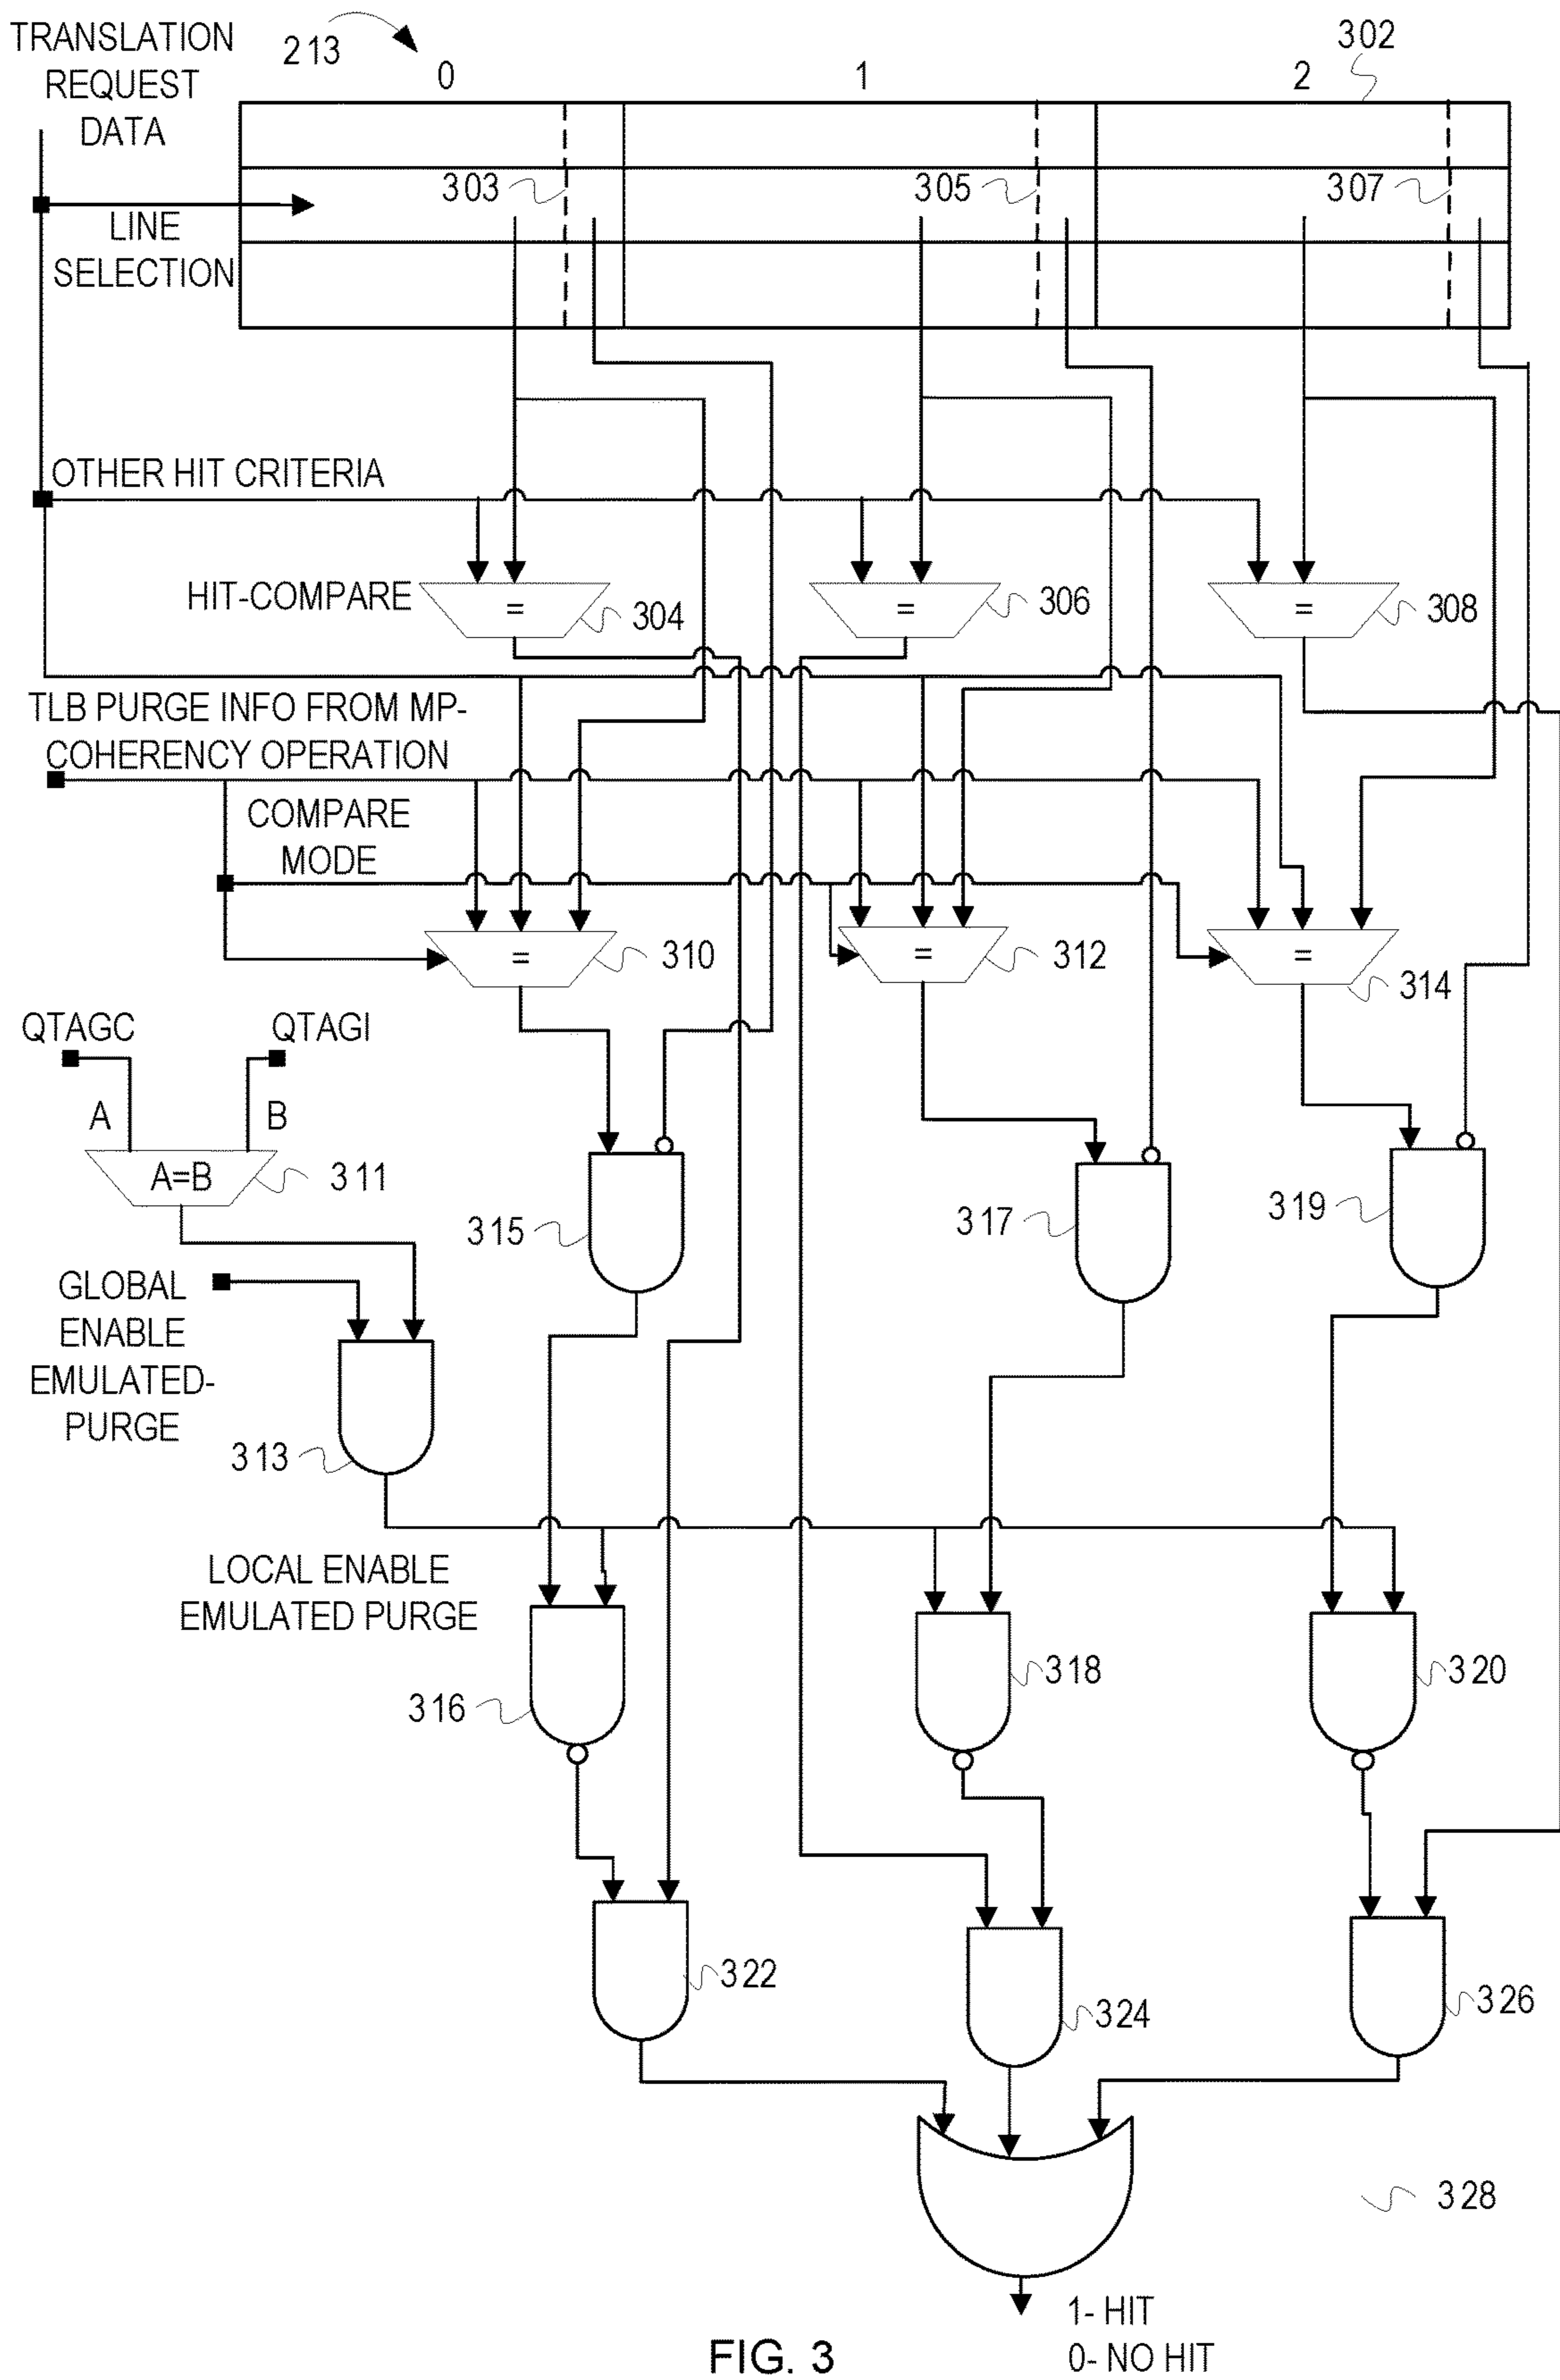 TRANSLATION
REQUEST
DATA
213
0
1
2
302
303
305
307
LINE
SELECTION
OTHER HIT CRITERIA
HIT-COMPARE
=
304
=
306
=
308
TLB PURGE INFO FROM MP-
COHERENCY OPERATION
COMPARE
MODE
=
310
=
312
=
314
QTAGC
QTAGI
A
B
A=B
311
315
317
319
GLOBAL
ENABLE
EMULATED-
PURGE
313
LOCAL ENABLE
EMULATED PURGE
316
318
320
322
324
326
328
1- HIT
0- NO HIT
FIG. 3